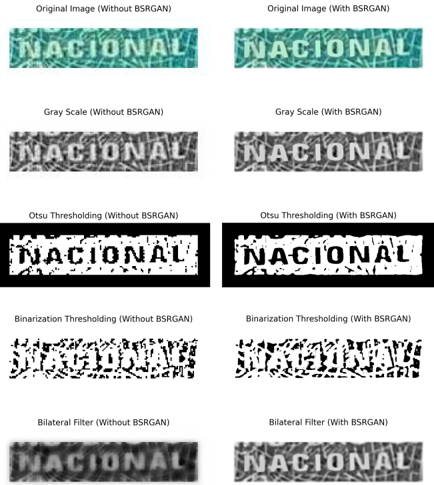 Original Image (Without BSRGAN) Original Image (With BSRGAN)
NACIONAL NACIONAL
Gray Scale (Without BSRGAN) Gray Scale (With BSRGAN)
NACIONAL NACIONAL
Otsu Thresholding (Without BSRGAN) Otsu Thresholding (With BSRGAN)
NACIONAL NACIONAL
Binarization Thresholding (Without BSRGAN) Binarization Thresholding (With BSRGAN)
NACIONAL NACIONAL
Bilateral Filter (Without BSRGAN) Bilateral Filter (With BSRGAN)
NACIONAL NACIONAL